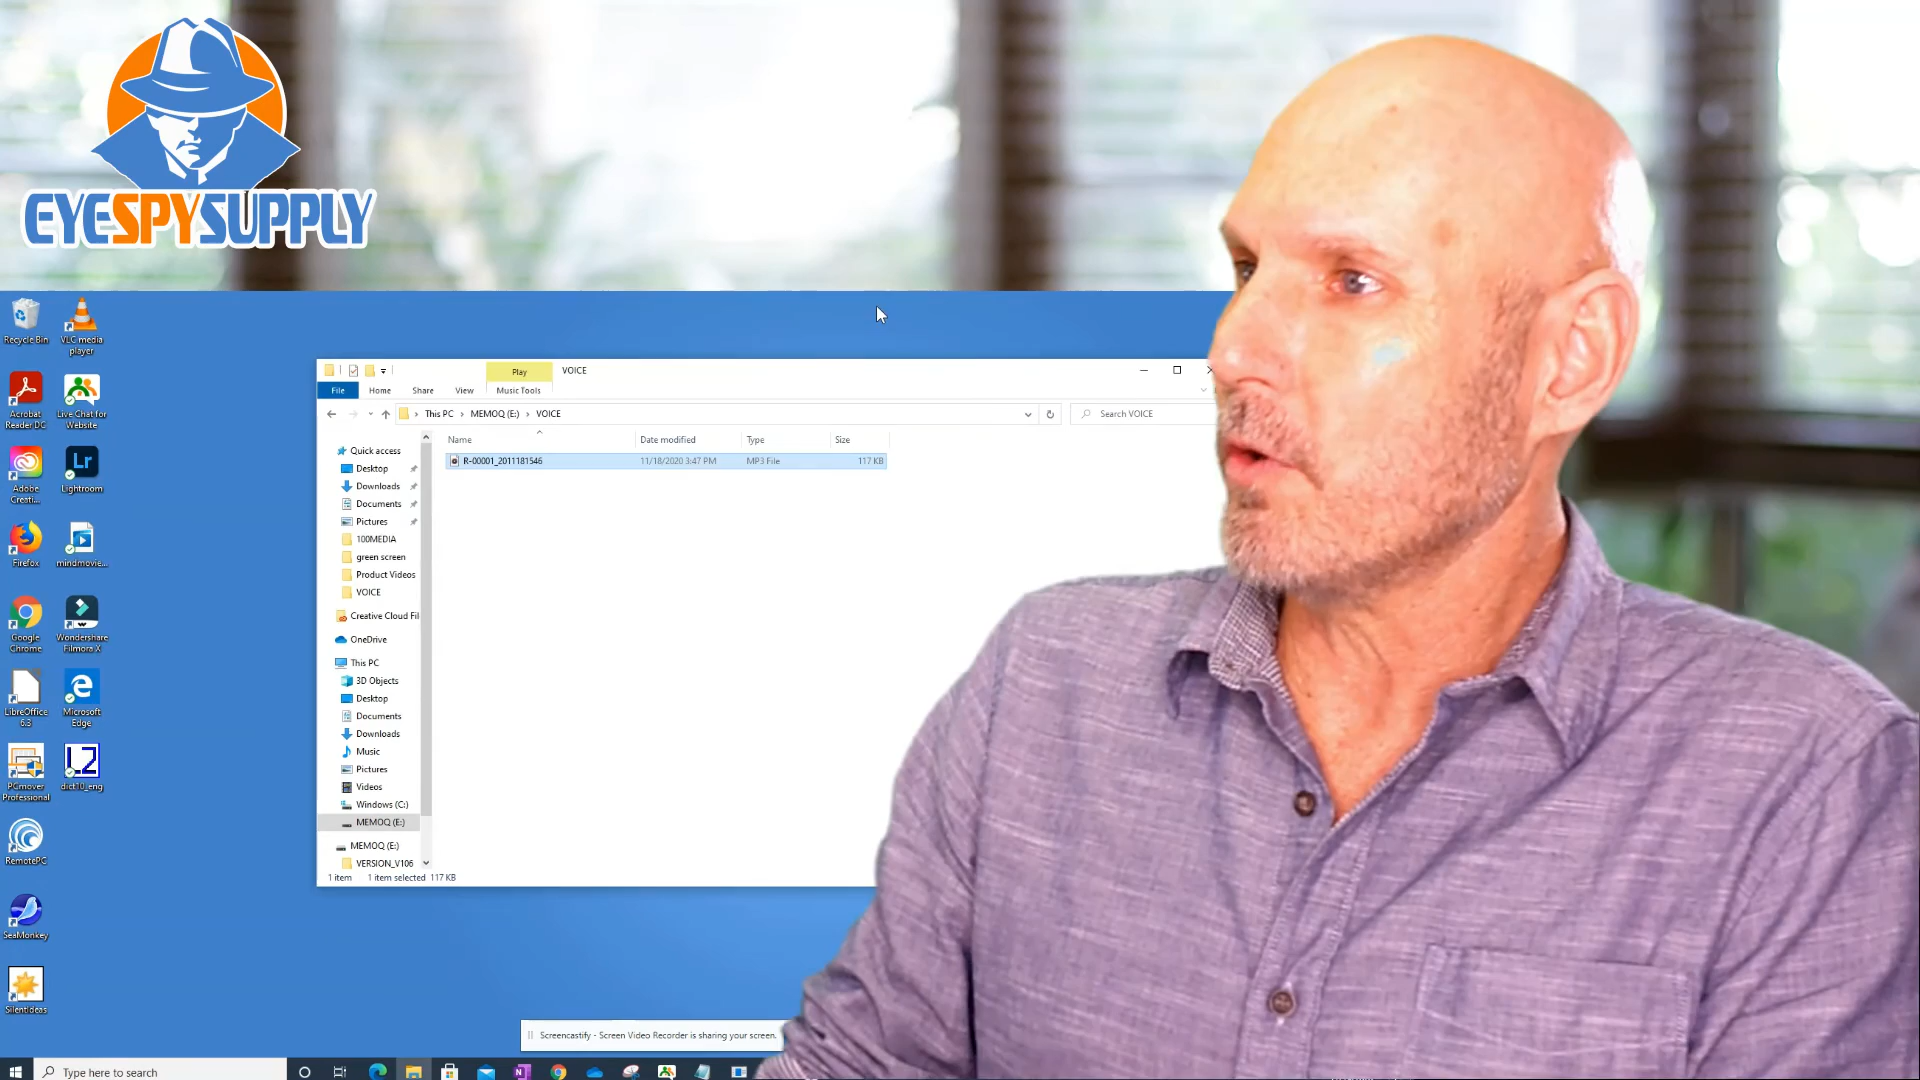 EYESPYSUPPLY
Recycle Bin
VLC media
player
Acrobat
Reader DC
Live Chat for
Website
Adobe
Creati...
Lightroom
Firefox
mindmovie...
Google
Chrome
Wondershare
Filmora X
LibreOffice
6.3
Microsoft
Edge
PCmover
Professional
dict10_eng
RemotePC
SeaMonkey
SilentIdeas
Play
VOICE
File
Home
Share
View
Music Tools
This PC
MEMOQ (E:)
VOICE
Search VOICE
Name
Date modified
Type
Size
R-00001_2011181546
11/18/2020 3:47 PM
MP3 File
117 KB
Quick access
Desktop
Downloads
Documents
Pictures
100MEDIA
green screen
Product Videos
VOICE
Creative Cloud Fil
OneDrive
This PC
3D Objects
Desktop
Documents
Downloads
Music
Pictures
Videos
Windows (C:)
MEMOQ (E:)
MEMOQ (E:)
VERSION_V106
1 item
1 item selected 117 KB
Screencastify - Screen Video Recorder is sharing your screen.
Type here to search